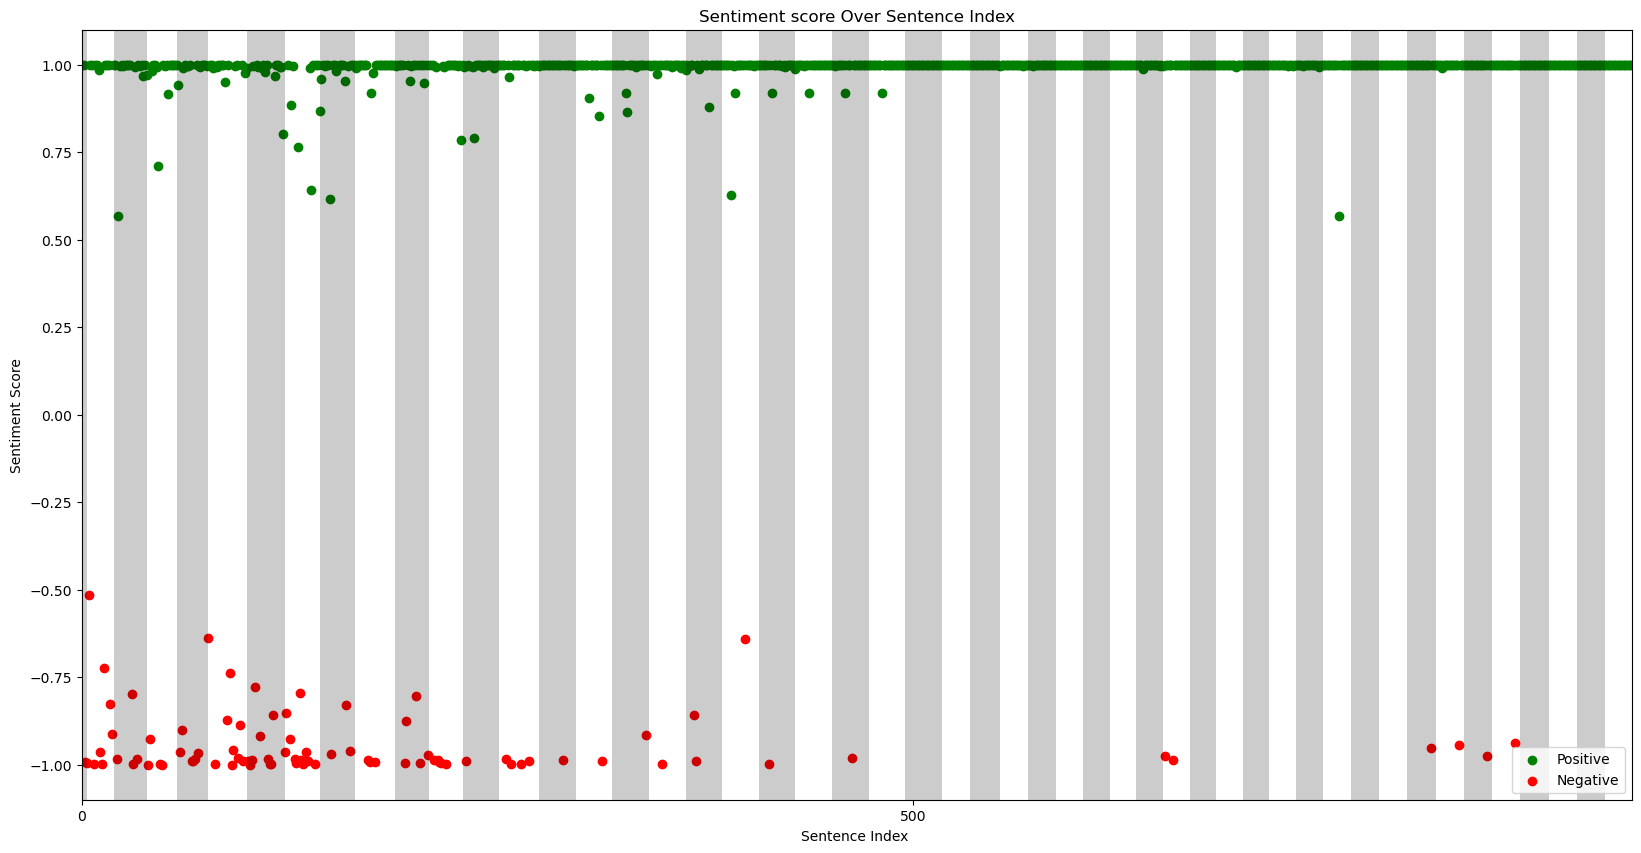 Sentiment score Over Sentence Index
1.00
0.75
0.50
0.25
0.00
−0.25
−0.50
−0.75
−1.00
Sentiment Score
0
500
Sentence Index
Positive
Negative